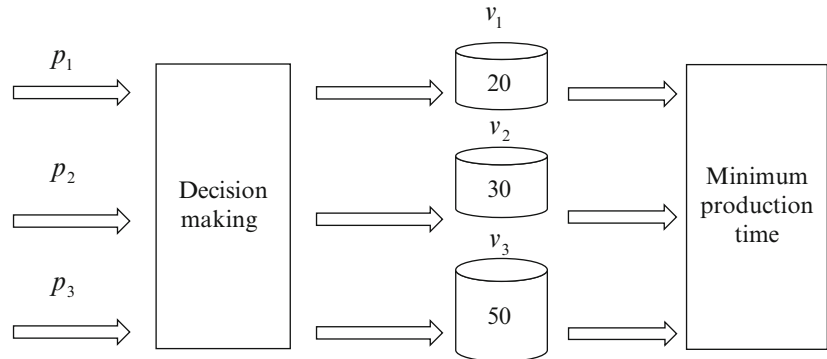 p1
p2
p3
Decision
making
v1
20
v2
30
v3
50
Minimum
production
time